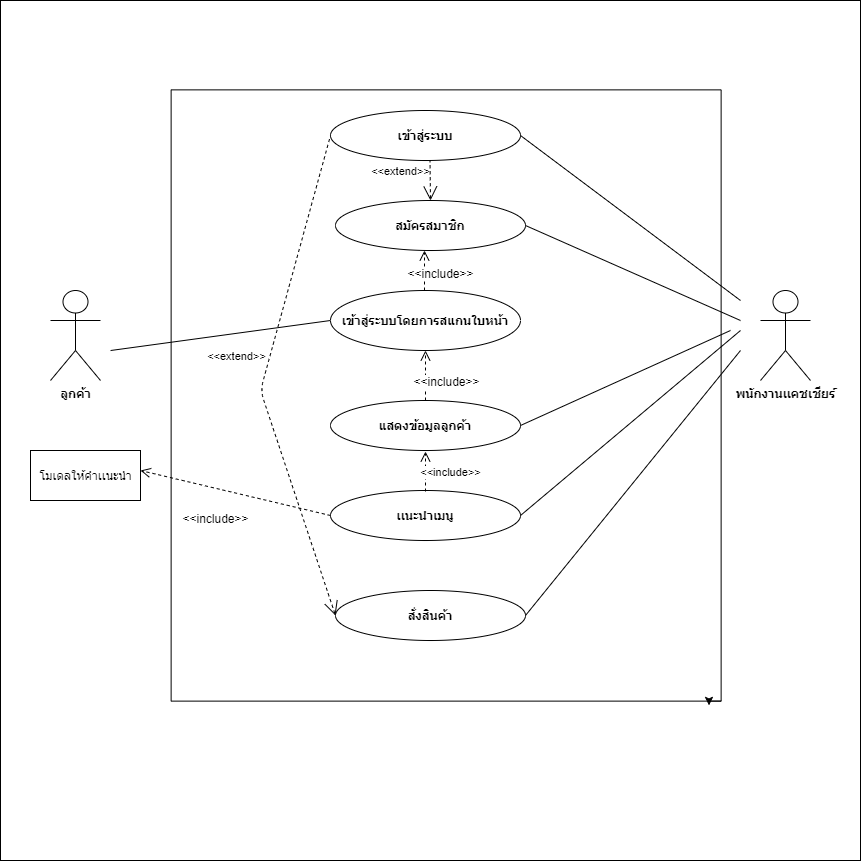 เข้าสู่ระบบ
<<extend>>
สมัครสมาชิก
<<include>>
เข้าสู่ระบบโดยการสแกนใบหน้า
<<extend>>
ลูกค้า
พนักงานแคชเชียร์
<<include>>
แสดงข้อมูลลูกค้า
<<include>>
โมเดลให้คำแนะนำ
แนะนำเมนู
<<include>>
สั่งสินค้า